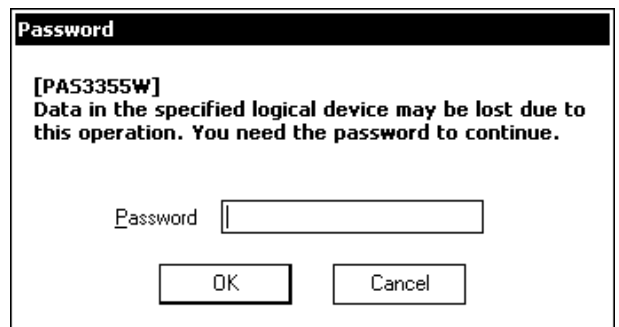 Password
[PAS3355W]
Data in the specified logical device may be lost due to
this operation. You need the password to continue.
Password
OK Cancel